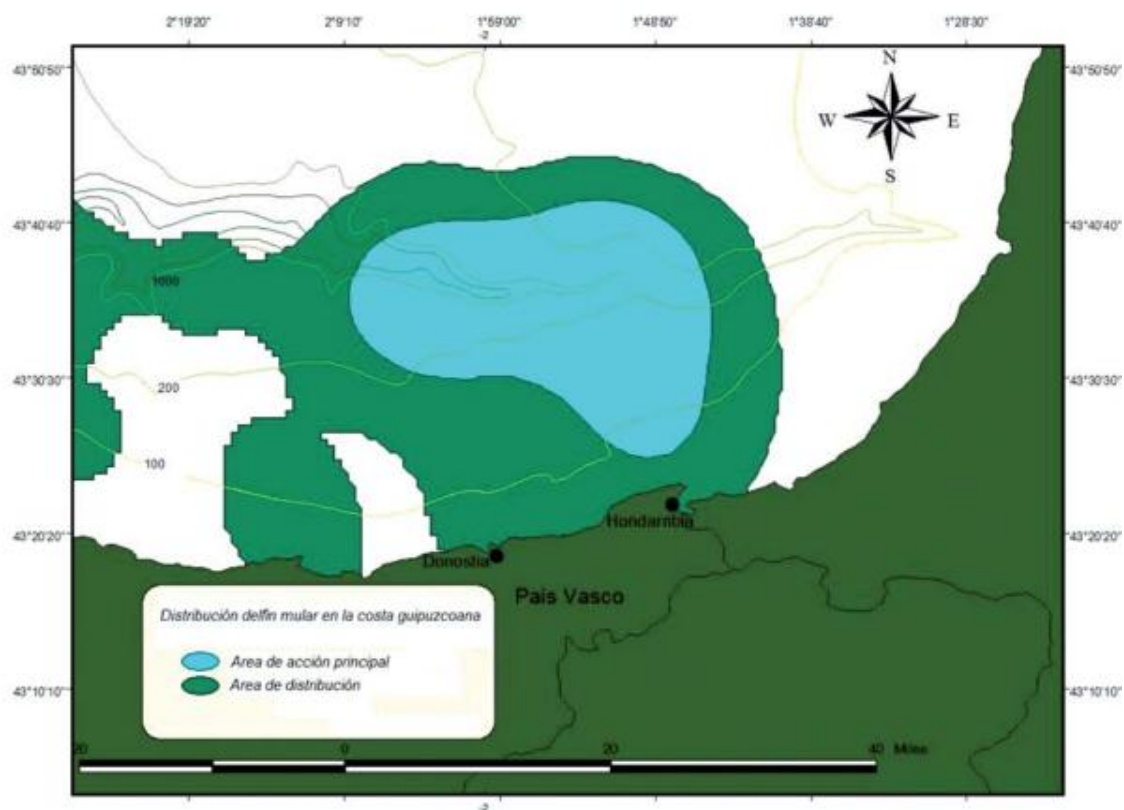 2°19'20" 2°9'10" 1°59'00" 1°48'50" 1°38'40" 1°28'30"
-2
43°50'50" 43°50'50"
N
W E
S
43°40'40" 43°40'40"
1000
43°30'30" 43°30'30"
200
100
Hondarribia
43°20'20" 43°20'20"
Donostia
País Vasco
Distribución delfín mular en la costa guipuzcoana
Area de acción principal
Area de distribución
43°10'10" 43°10'10"
20 0 20 40 Miles
-2